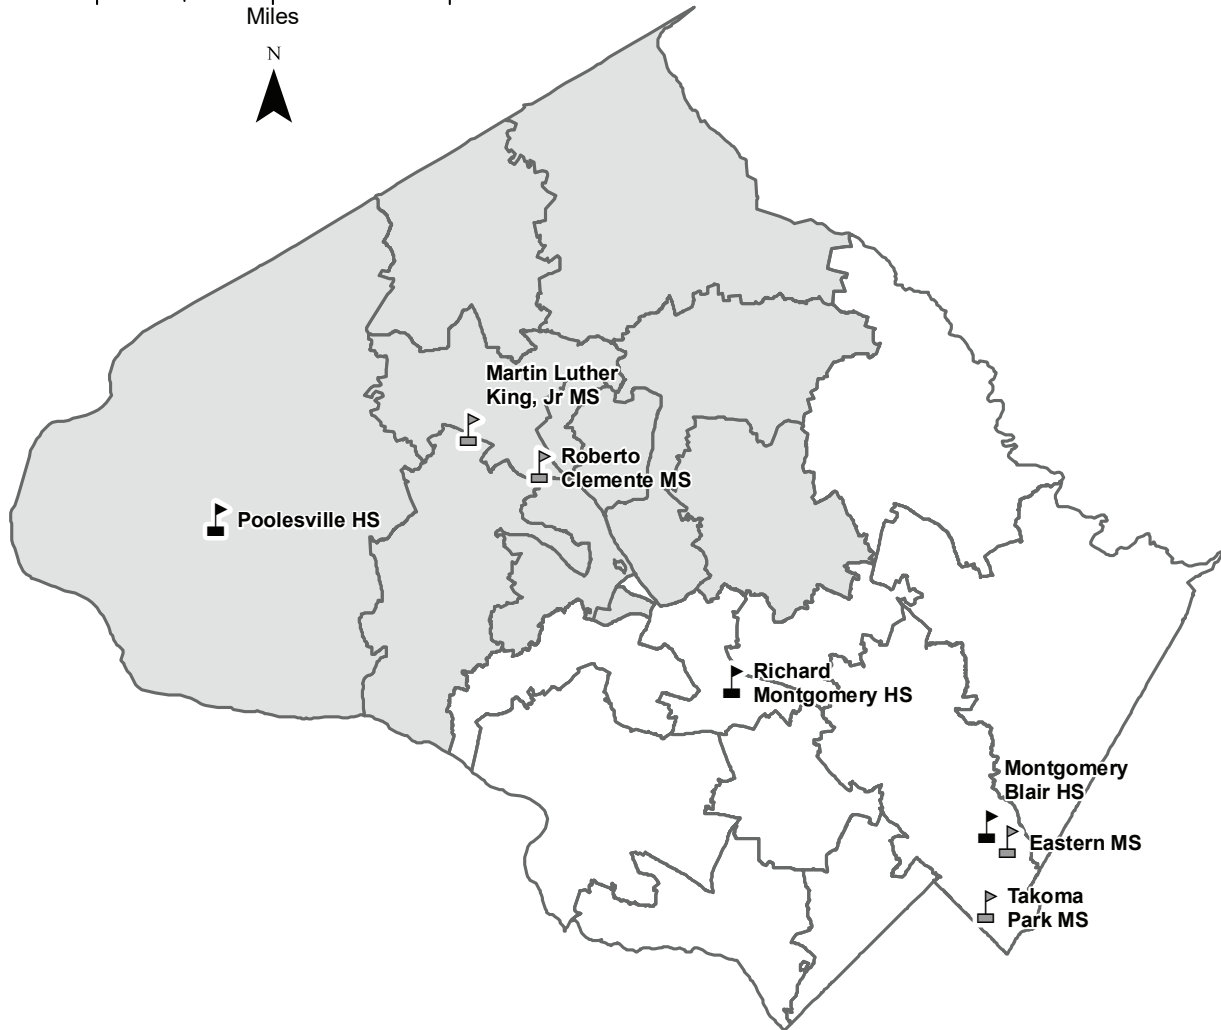 Miles
N
Martin Luther
King, Jr MS
Roberto
Clemente MS
Poolesville HS
Richard
Montgomery HS
Montgomery
Blair HS
Eastern MS
Takoma
Park MS